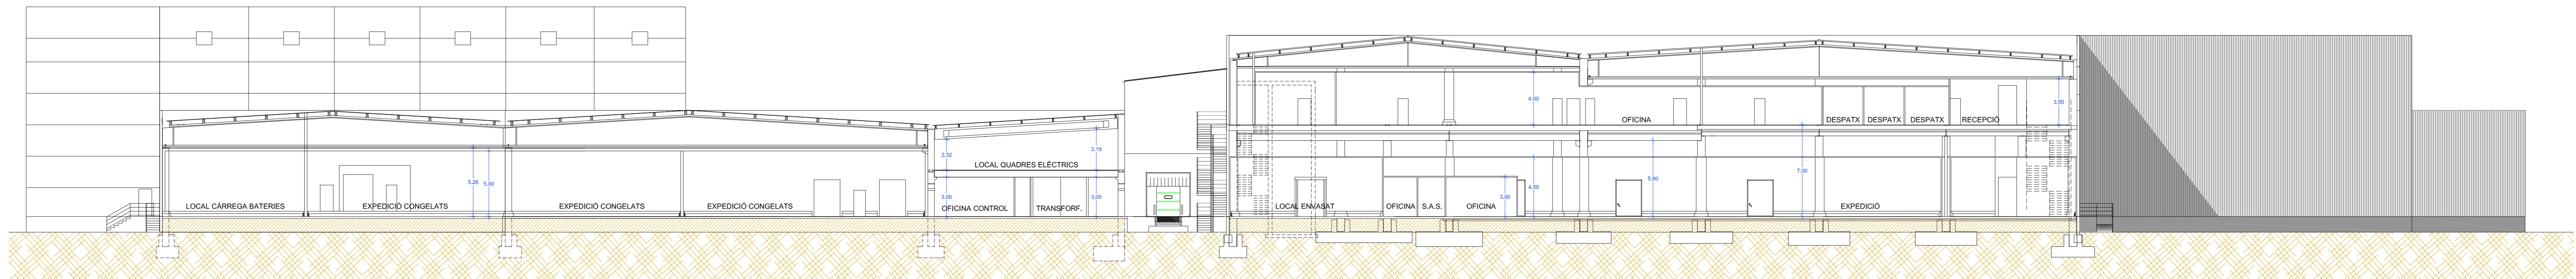 4.00
3.50
OFICINA
DESPATX
DESPATX
DESPATX
RECEPCIÓ
2.32
3.19
LOCAL QUADRES ELÈCTRICS
5.26
5.00
4.50
5.80
7.00
3.00
3.00
3.00
LOCAL CÀRREGA BATERIES
EXPEDICIÓ CONGELATS
EXPEDICIÓ CONGELATS
EXPEDICIÓ CONGELATS
OFICINA CONTROL
TRANSFORF.
LOCAL ENVASAT
OFICINA
S.A.S.
OFICINA
EXPEDICIÓ